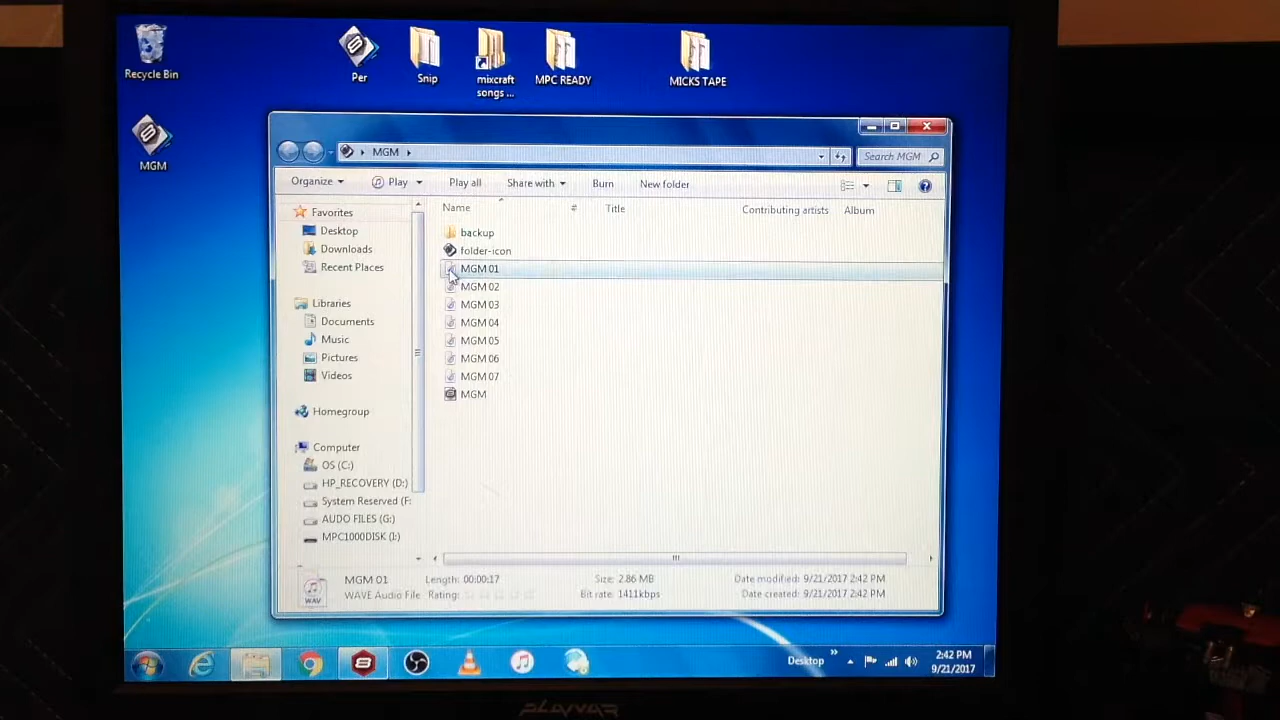 Recycle Bin
Per
Snip
mixcraft
songs ...
MPC READY
MICKS TAPE
MGM
MGM
Search MGM
Organize
Play
Play all
Share with
Burn
New folder
Name
#
Title
Contributing artists
Album
Favorites
Desktop
Downloads
Recent Places
Libraries
Documents
Music
Pictures
Videos
Homegroup
Computer
OS (C:)
HP_RECOVERY (D:)
System Reserved (F:
AUDO FILES (G:)
MPC1000DISK (I:)
backup
folder-icon
MGM 01
MGM 02
MGM 03
MGM 04
MGM 05
MGM 06
MGM 07
MGM
MGM 01
WAVE Audio File
WAV
Length: 00:00:17
Rating:
Size: 2.86 MB
Bit rate: 1411kbps
Date modified: 9/21/2017 2:42 PM
Date created: 9/21/2017 2:42 PM
Desktop
2:42 PM
9/21/2017